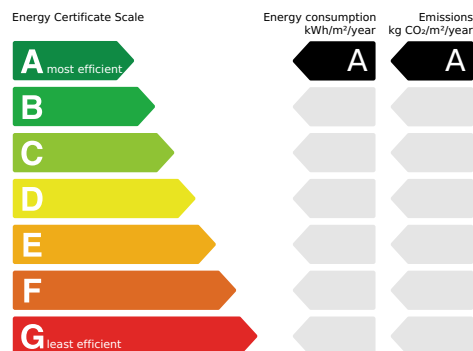 Energy Certificate Scale
Energy consumption
kWh/m²/year
Emissions
kg CO₂/m²/year
A most efficient
A
A
B
C
D
E
F
G least efficient